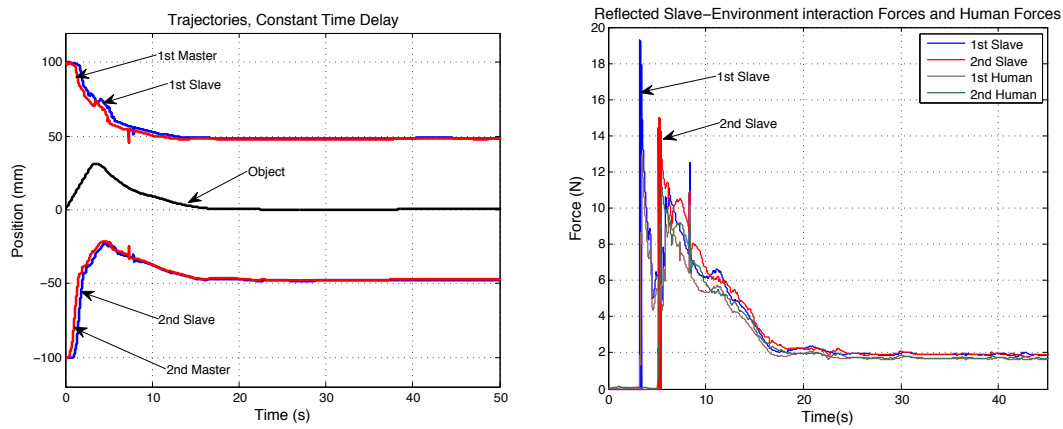 Trajectories, Constant Time Delay
100
50
0
−50
−100
Position (mm)
1st Master
1st Slave
Object
2nd Slave
2nd Master
0
10
20
30
40
50
Time (s)
Reflected Slave−Environment interaction Forces and Human Forces
20
18
16
14
12
10
8
6
4
2
0
Force (N)
1st Slave
2nd Slave
1st Slave
2nd Slave
1st Human
2nd Human
0
10
20
30
40
Time(s)